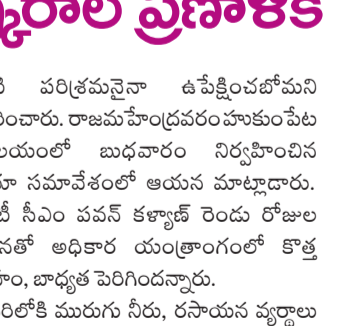 ప్రణాళిక
పరిశ్రమనైనా ఉపేక్షించబోమని
రించారు. రాజమహేంద్రవరం హుకుంపేట
లయంలో బుధవారం నిర్వహించిన
సమావేశంలో ఆయన మాట్లాడారు.
టీ సీఎం పవన్ కళ్యాణ్ రెండు రోజుల
నతో అధికార యంత్రాంగంలో కొత్త
హం, బాధ్యత పెరిగిందన్నారు.
రిలోకి మురుగు నీరు, రసాయన వ్యర్థాలు